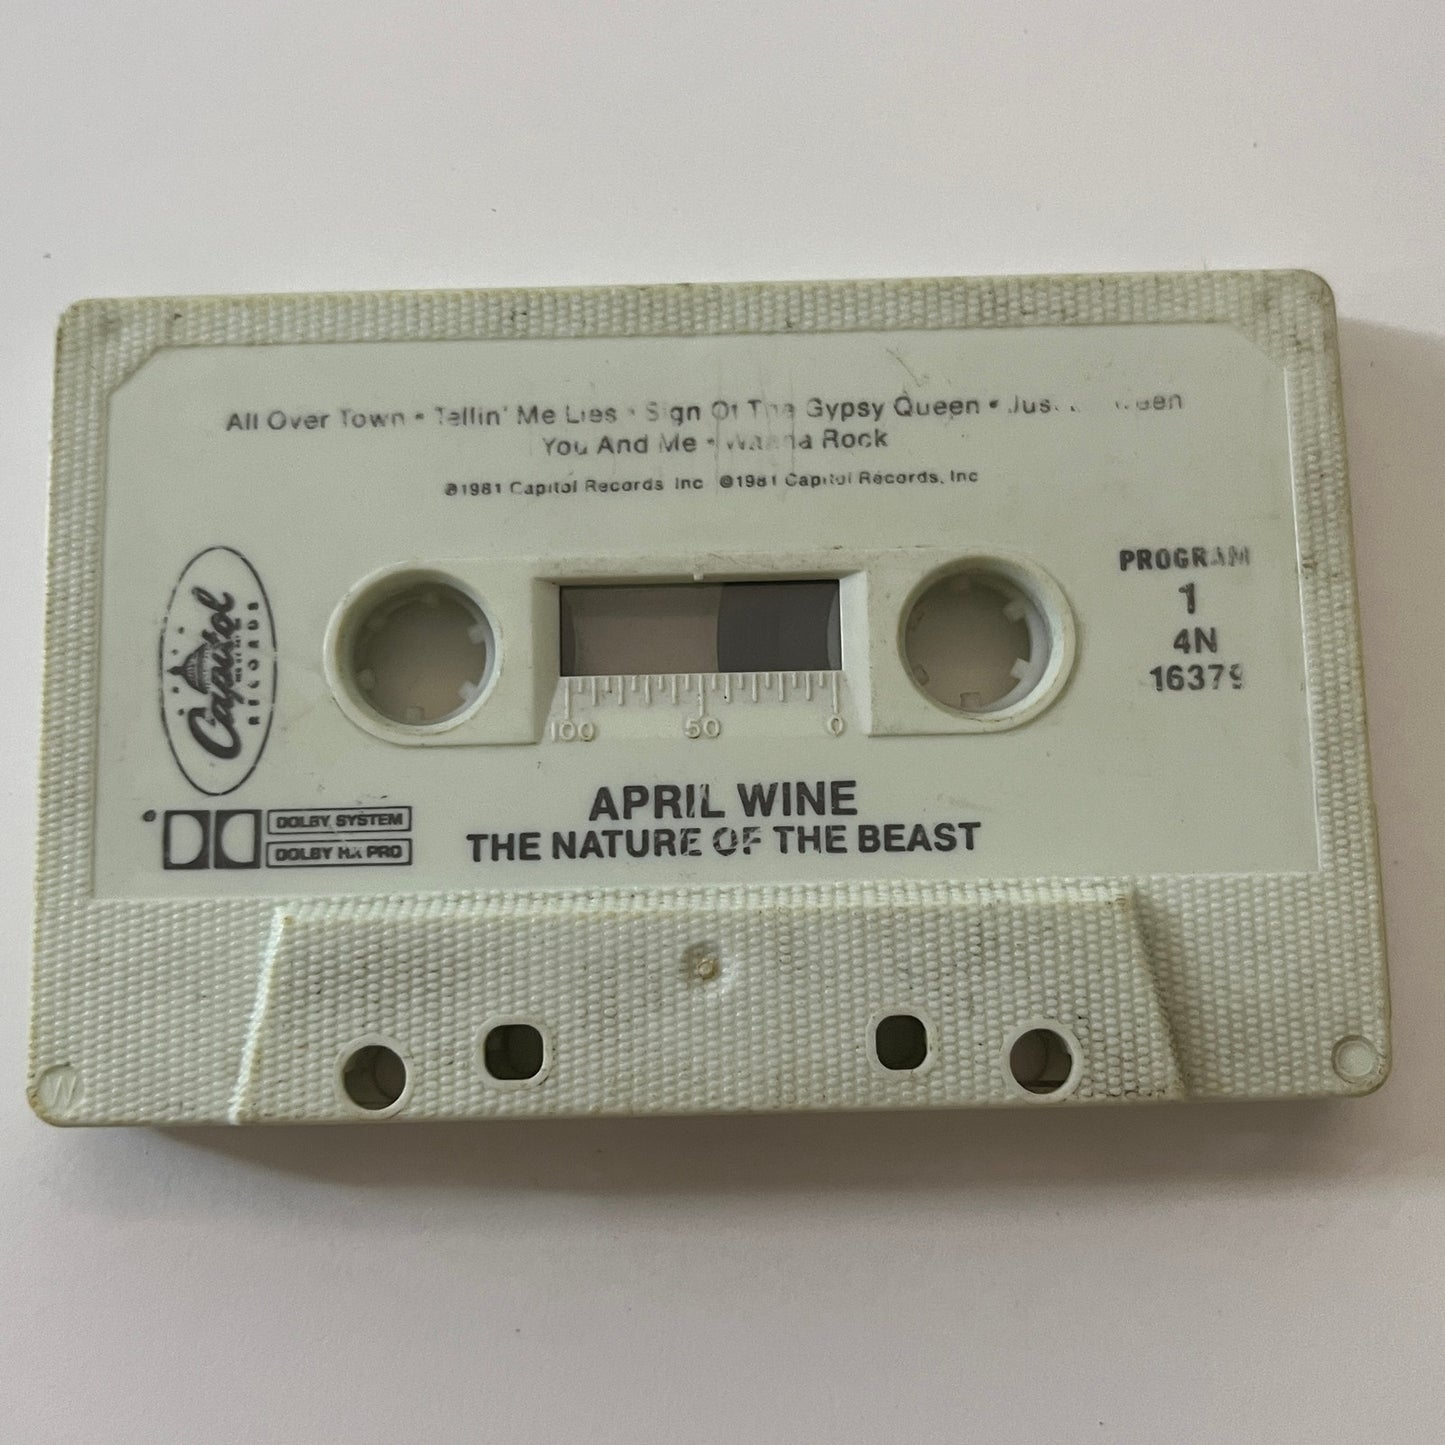 All Over Town • Tellin' Me Lies • Sign Of The Gypsy Queen •
You And Me • Wanna Rock
℗1981 Capitol Records Inc ©1981 Capitol Records, Inc
Capitol
RECORDS
PROGRAM
1
4N
16379
100 50 0
APRIL WINE
THE NATURE OF THE BEAST
DOLBY SYSTEM
DOLBY HX PRO
W